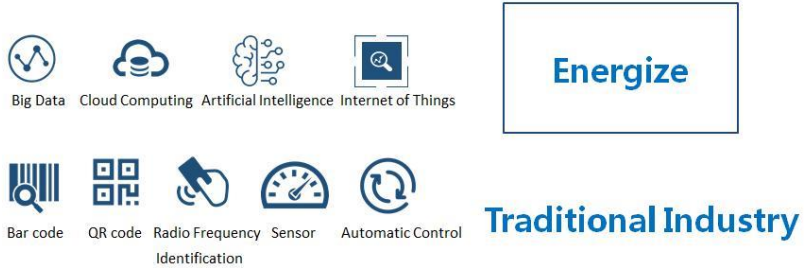 Big Data Cloud Computing Artificial Intelligence Internet of Things
Energize
Bar code QR code Radio Frequency Identification Sensor Automatic Control
Traditional Industry